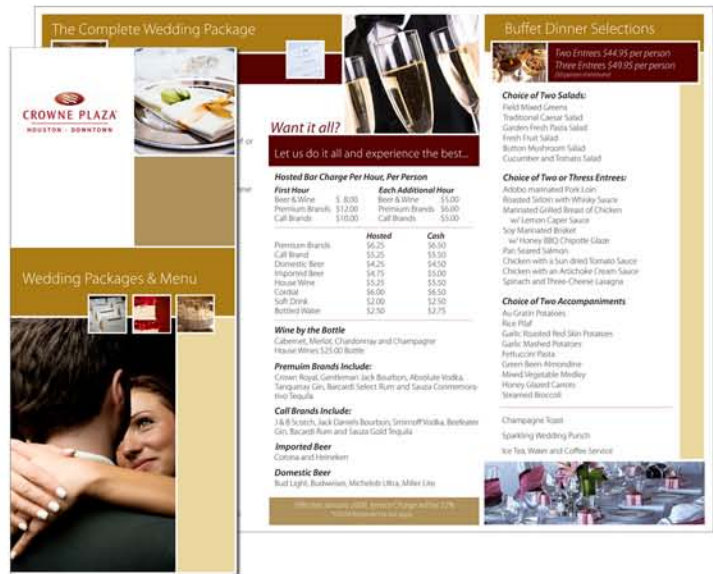 CROWNE PLAZA
HOUSTON - DOWNTOWN
Wedding Packages & Menu
The Complete Wedding Package
Want it all?
Let us do it all and experience the best...
Hosted Bar Charge Per Hour, Per Person
First Hour Each Additional Hour
Beer & Wine $ 8.00 Beer & Wine $5.00
Premium Brands $12.00 Premium Brands $6.00
Call Brands $10.00 Call Brands $5.00
Hosted Cash
Premium Brands $6.25 $6.50
Call Brand $5.25 $5.50
Domestic Beer $4.25 $4.50
Imported Beer $4.75 $5.00
House Wine $5.25 $5.50
Cordial $6.00 $6.50
Soft Drink $2.00 $2.50
Bottled Water $2.50 $2.75
Wine by the Bottle
Cabernet, Merlot, Chardonnay and Champagne
House Wines $25.00 Bottle
Premuim Brands Include:
Crown Royal, Gentleman Jack Bourbon, Absolute Vodka,
Tanqueray Gin, Barcardi Select Rum and Sauza Conmemora-
tivo Tequila
Call Brands Include:
J & B Scotch, Jack Daniels Bourbon, Smirnoff Vodka, Beefeater
Gin, Bacardi Rum and Sauza Gold Tequila
Imported Beer
Corona and Heineken
Domestic Beer
Bud Light, Budweiser, Michelob Ultra, Miller Lite
Effective January 2008, Service Charge will be 22%
Buffet Dinner Selections
Two Entrees $44.95 per person
Three Entrees $49.95 per person
Choice of Two Salads:
Field Mixed Greens
Traditional Caesar Salad
Garden Fresh Pasta Salad
Fresh Fruit Salad
Button Mushroom Salad
Cucumber and Tomato Salad
Choice of Two or Thress Entrees:
Adobo marinated Pork Loin
Roasted Sirloin with Whisky Sauce
Marinated Grilled Breast of Chicken
w/ Lemon Caper Sauce
Soy Marinated Brisket
w/ Honey BBQ Chipotle Glaze
Pan Seared Salmon
Chicken with a Sun dried Tomato Sauce
Chicken with an Artichoke Cream Sauce
Spinach and Three-Cheese Lasagna
Choice of Two Accompaniments
Au Gratin Potatoes
Rice Pilaf
Garlic Roasted Red Skin Potatoes
Garlic Mashed Potatoes
Fettuccini Pasta
Green Been Almondine
Mixed Vegetable Medley
Honey Glazed Carrots
Steamed Broccoli
Champagne Toast
Sparkling Wedding Punch
Ice Tea, Water and Coffee Service